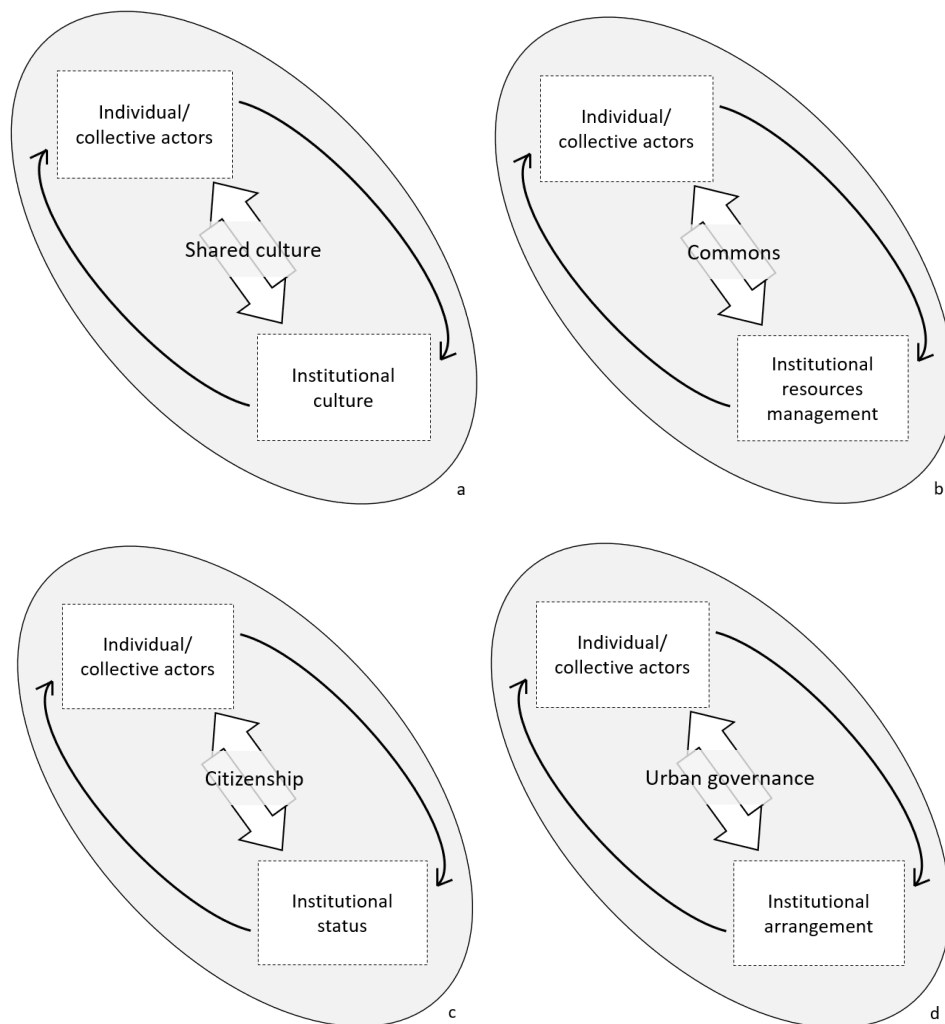 Individual/
collective actors
Shared culture
Institutional
culture
a
Individual/
collective actors
Commons
Institutional
resources
management
b
Individual/
collective actors
Citizenship
Institutional
status
c
Individual/
collective actors
Urban governance
Institutional
arrangement
d